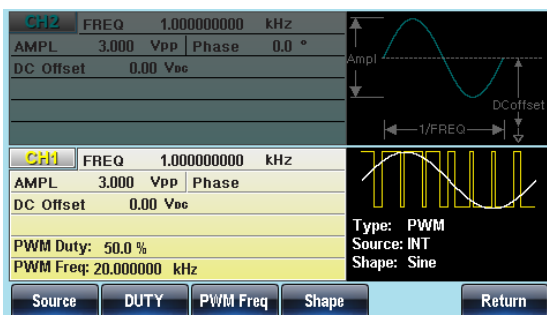 CH2 FREQ 1.000000000 kHz
AMPL 3.000 Vpp Phase 0.0 °
DC Offset 0.00 VDC
Ampl
DCoffset
1/FREQ
CH1 FREQ 1.000000000 kHz
AMPL 3.000 Vpp Phase
DC Offset 0.00 VDC
PWM Duty: 50.0 %
PWM Freq: 20.000000 kHz
Type: PWM
Source: INT
Shape: Sine
Source DUTY PWM Freq Shape Return